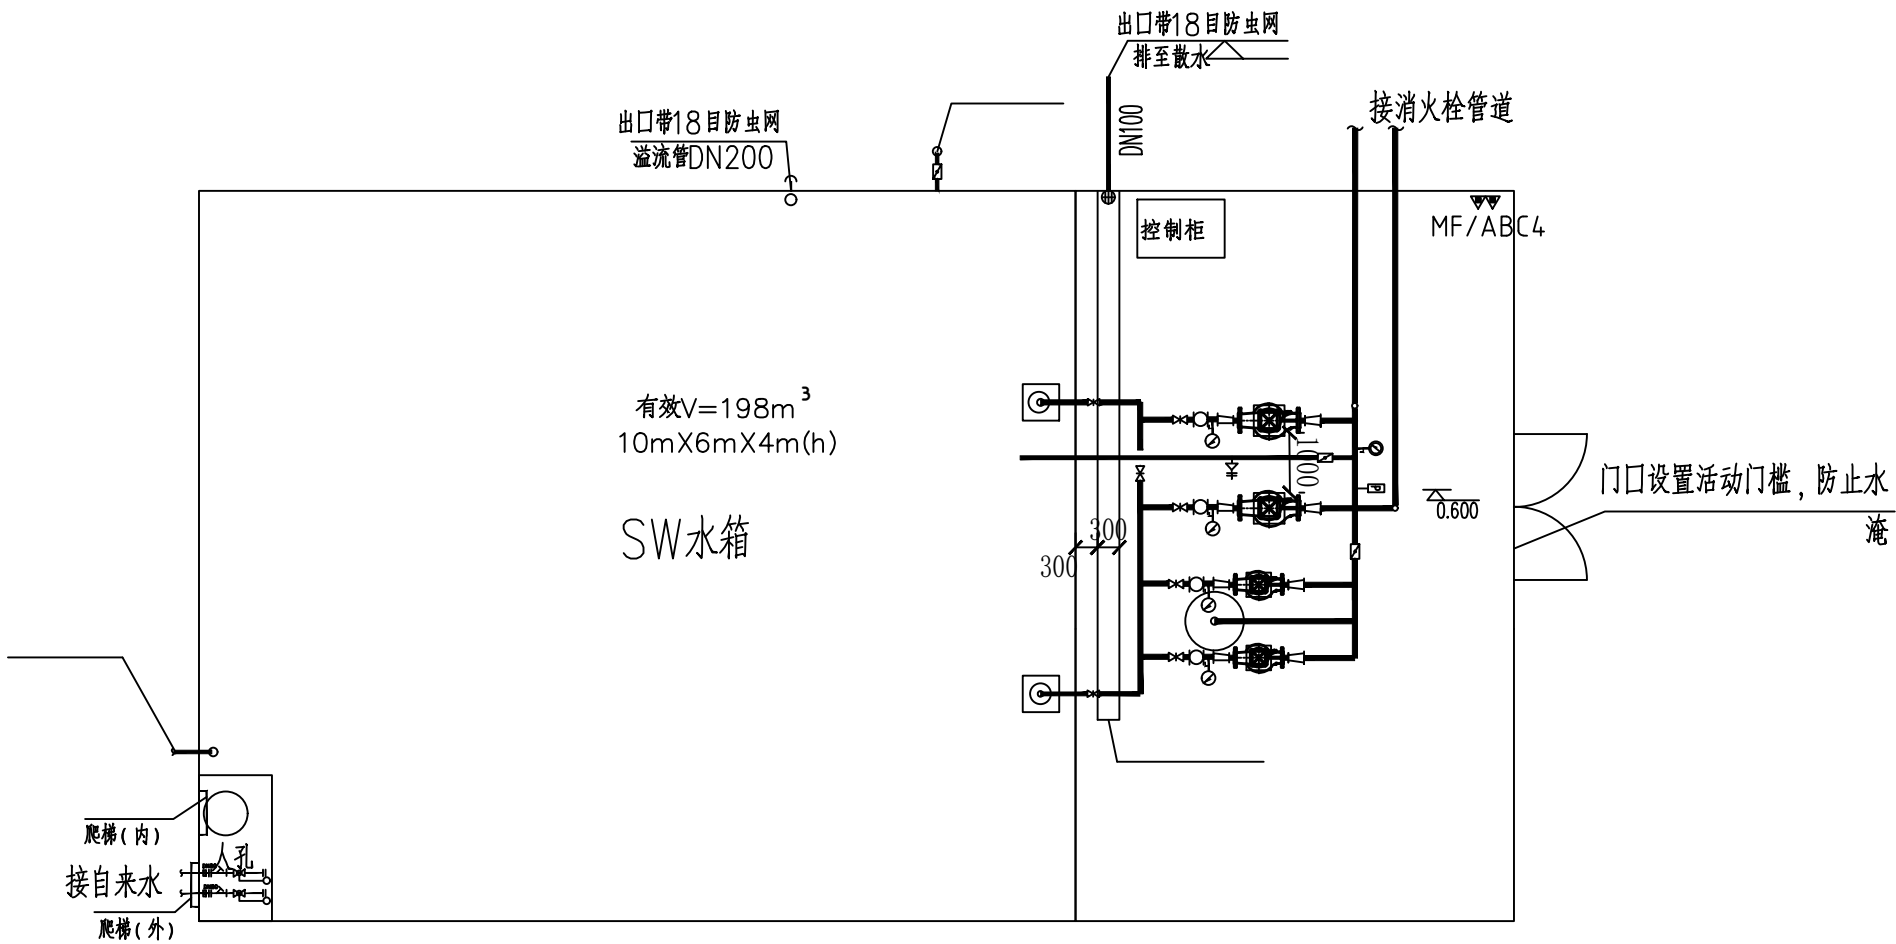 出口带18目防虫网
排至散水
接消火栓管道
出口带18目防虫网
溢流管DN200
DN100
控制柜
MF/ABC4
有效V=198m³
10mX6mX4m(h)
1000
门口设置活动门槛，防止水
淹
P
0.600
SW水箱
300
300
爬梯(内)
人孔
接自来水
爬梯(外)